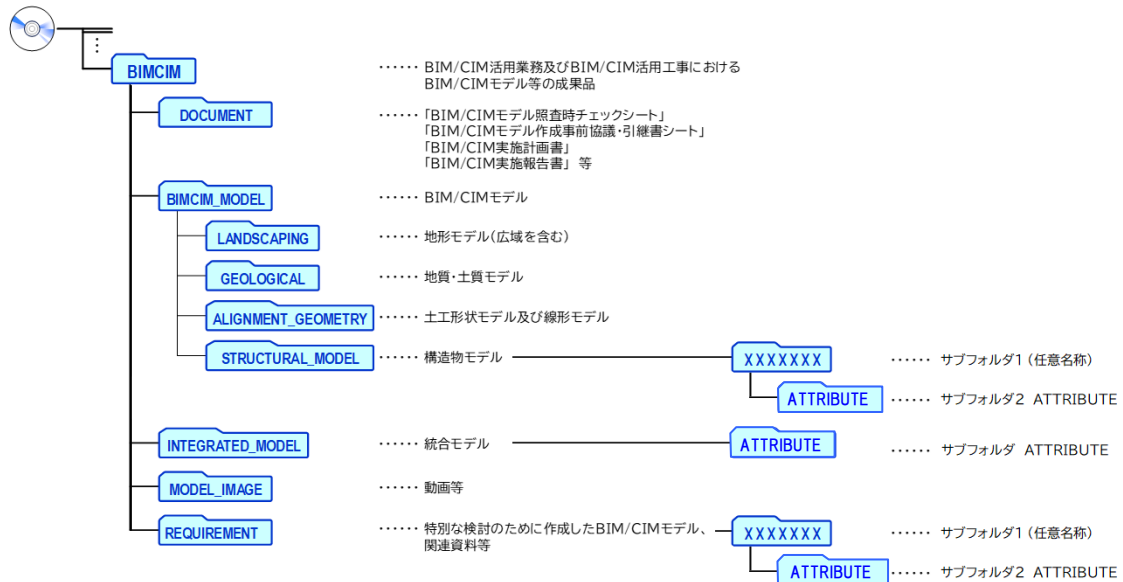 BIMCIM ・・・・・・ BIM/CIM活用業務及びBIM/CIM活用工事における
BIM/CIMモデル等の成果品
DOCUMENT ・・・・・・ 「BIM/CIMモデル照査時チェックシート」
「BIM/CIMモデル作成事前協議・引継書シート」
「BIM/CIM実施計画書」
「BIM/CIM実施報告書」 等
BIMCIM_MODEL ・・・・・・ BIM/CIMモデル
LANDSCAPING ・・・・・・ 地形モデル(広域を含む)
GEOLOGICAL ・・・・・・ 地質・土質モデル
ALIGNMENT_GEOMETRY ・・・・・・ 土工形状モデル及び線形モデル
STRUCTURAL_MODEL ・・・・・・ 構造物モデル XXXXXXX ・・・・・・ サブフォルダ1 (任意名称)
ATTRIBUTE ・・・・・・ サブフォルダ2 ATTRIBUTE
INTEGRATED_MODEL ・・・・・・ 統合モデル ATTRIBUTE ・・・・・・ サブフォルダ ATTRIBUTE
MODEL_IMAGE ・・・・・・ 動画等
REQUIREMENT ・・・・・・ 特別な検討のために作成したBIM/CIMモデル、 XXXXXXX ・・・・・・ サブフォルダ1 (任意名称)
関連資料等
ATTRIBUTE ・・・・・・ サブフォルダ2 ATTRIBUTE